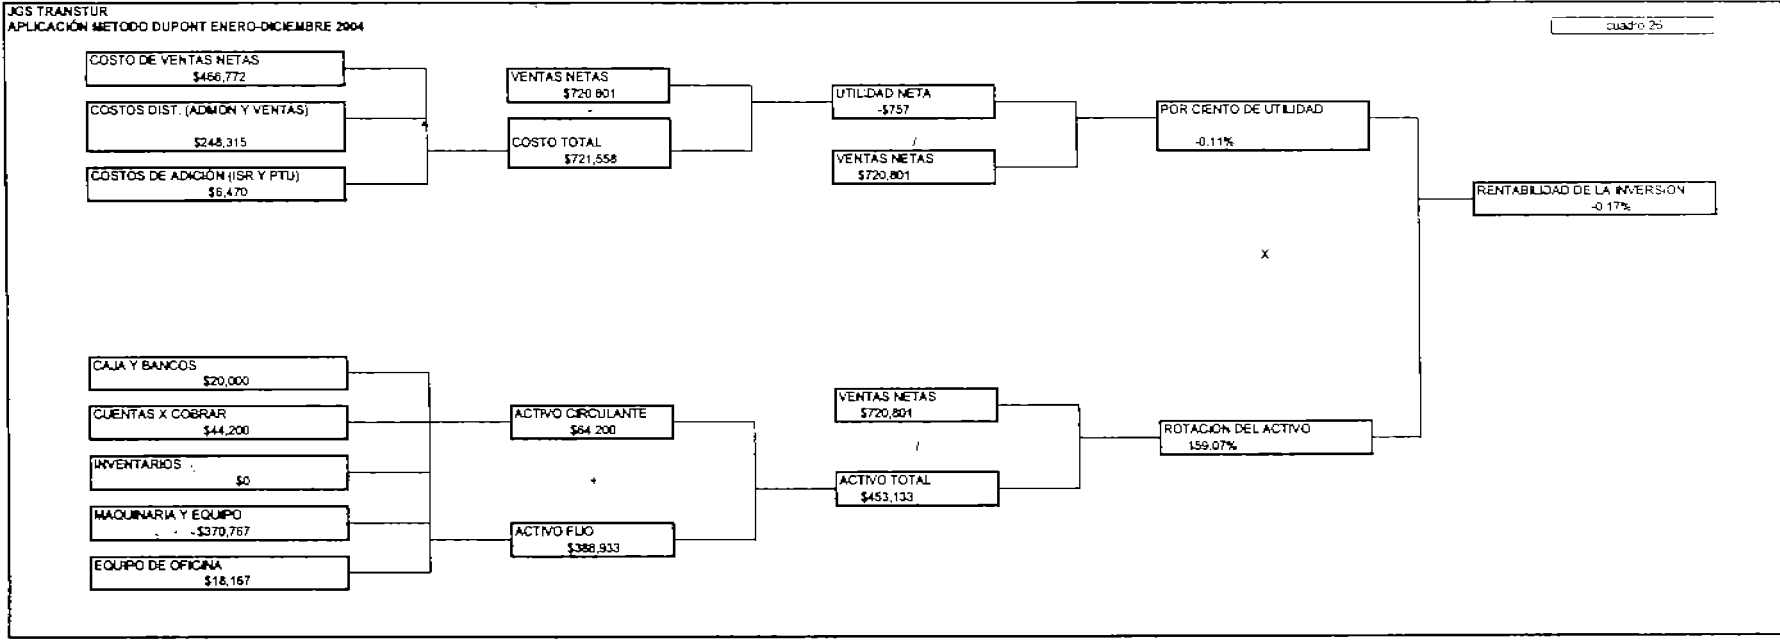 JGS TRANSTUR
APLICACIÓN METODO DUPONT ENERO-DICIEMBRE 2004
cuadro 26
COSTO DE VENTAS NETAS
$466,772
COSTOS DIST. (ADMON Y VENTAS)
$248,315
COSTOS DE ADICIÓN (ISR Y PTU)
$6,470
VENTAS NETAS
$720,801
-
COSTO TOTAL
$721,558
UTILIDAD NETA
-$757
/
VENTAS NETAS
$720,801
POR CIENTO DE UTILIDAD
-0.11%
RENTABILIDAD DE LA INVERSION
-0.17%
X
CAJA Y BANCOS
$20,000
CUENTAS X COBRAR
$44,200
INVENTARIOS
$0
MAQUINARIA Y EQUIPO
$370,767
EQUIPO DE OFICINA
$18,167
ACTIVO CIRCULANTE
$64,200
+
ACTIVO FIJO
$388,933
VENTAS NETAS
$720,801
/
ACTIVO TOTAL
$453,133
ROTACION DEL ACTIVO
159.07%